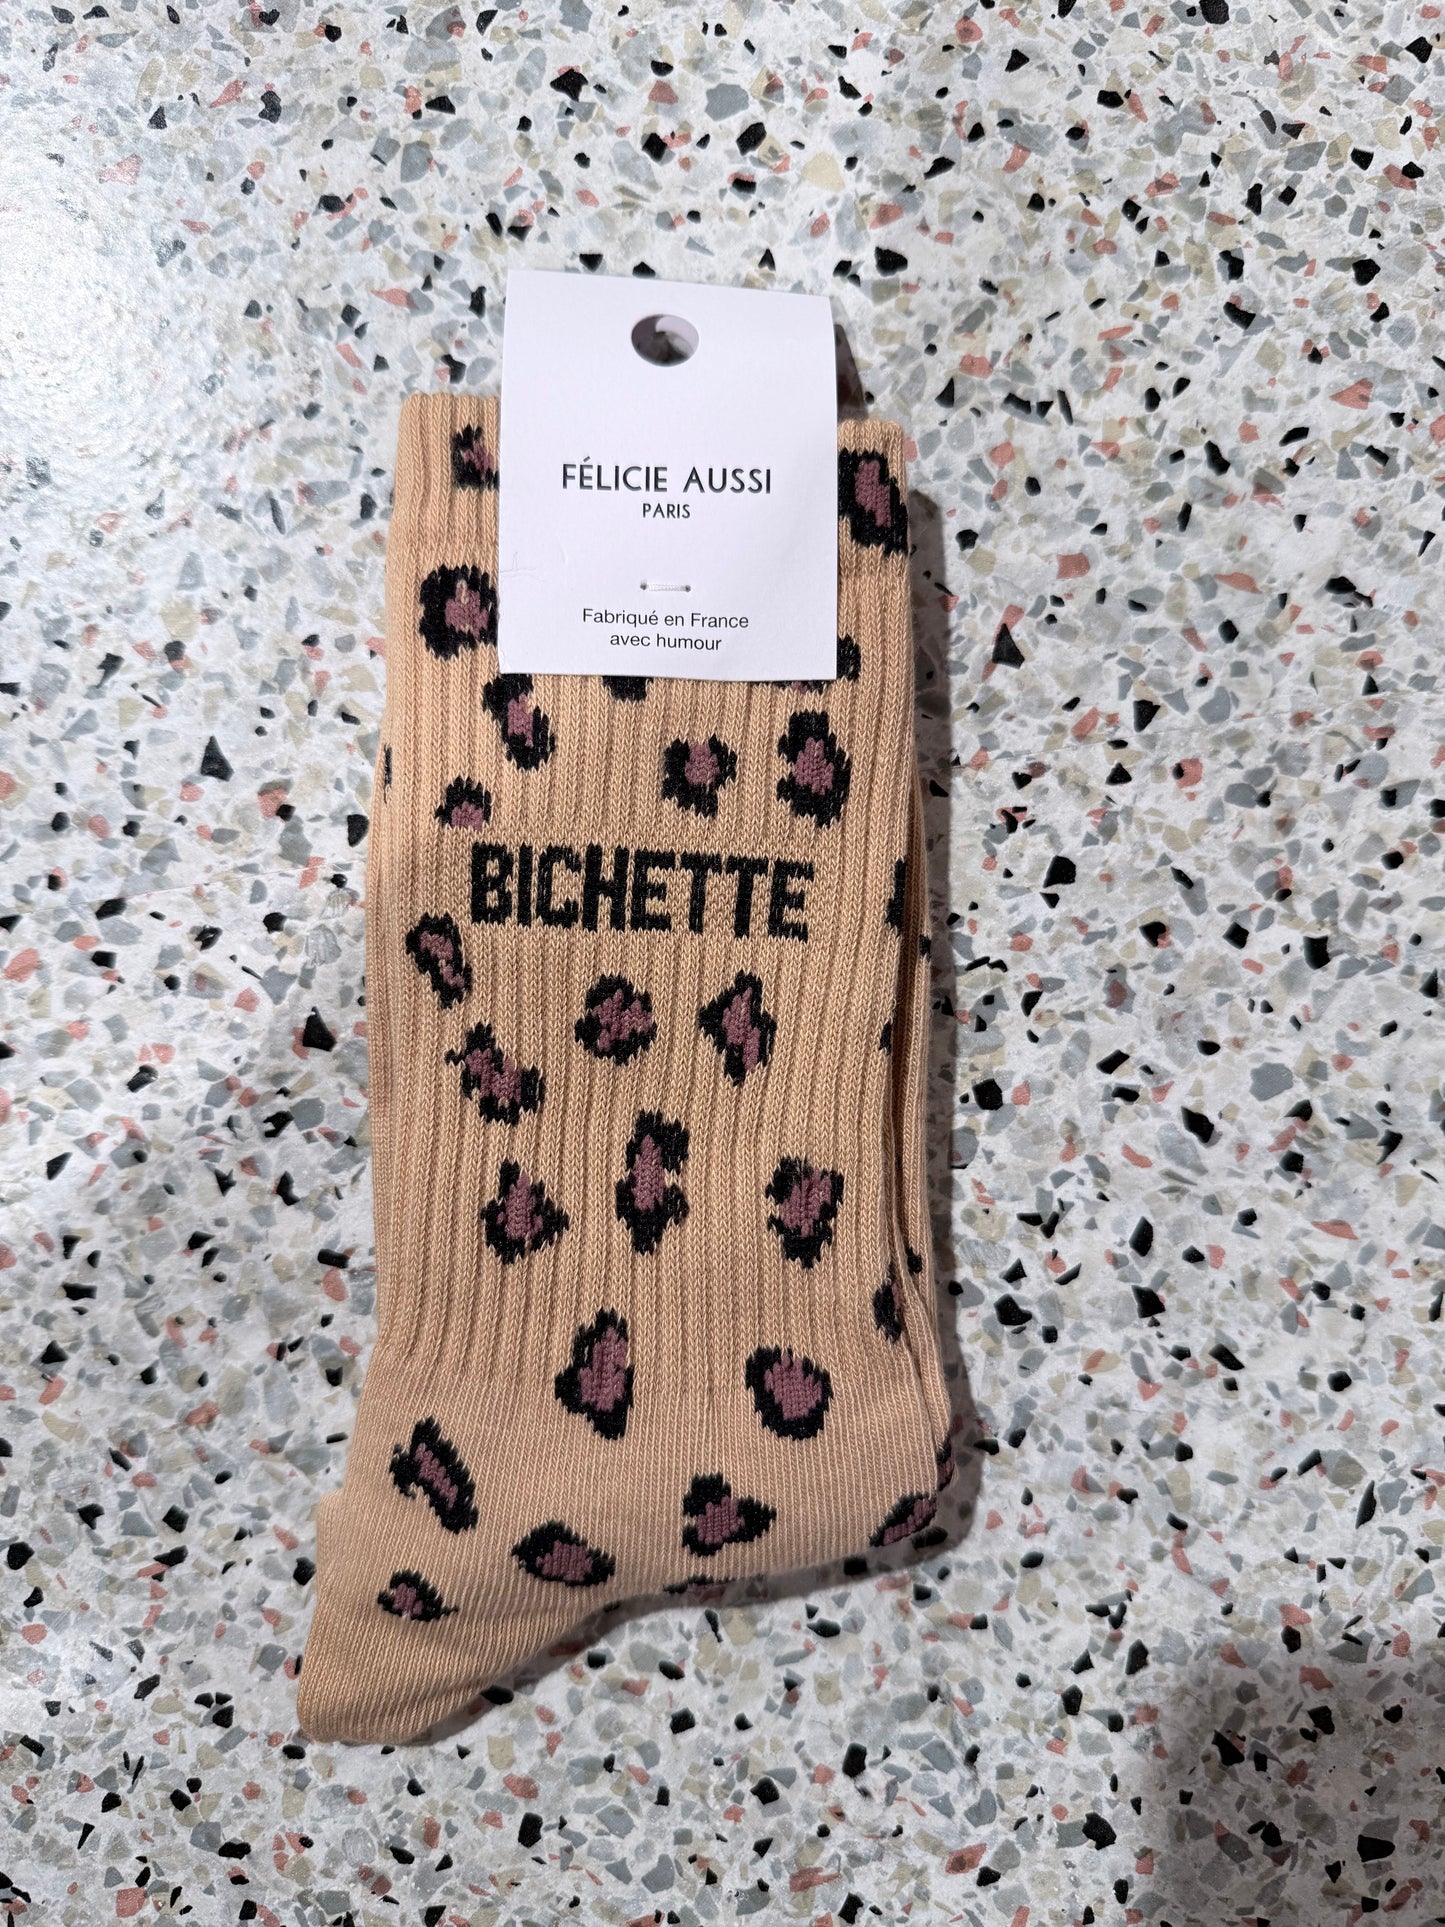 FÉLICIE AUSSI
PARIS
Fabriqué en France
avec humour
BICHETTE